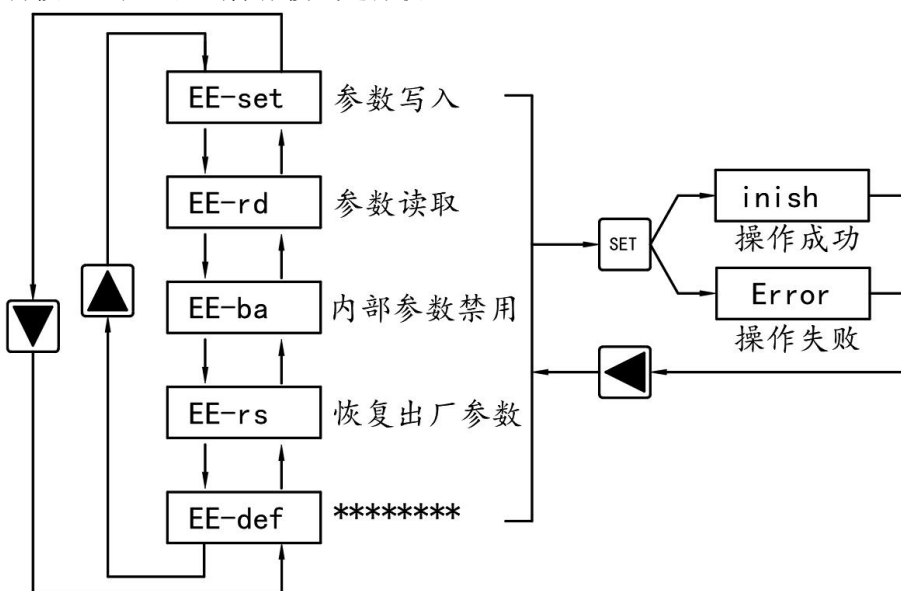 EE-set 参数写入
EE-rd 参数读取
EE-ba 内部参数禁用
EE-rs 恢复出厂参数
EE-def ********
SET
inish
操作成功
Error
操作失败